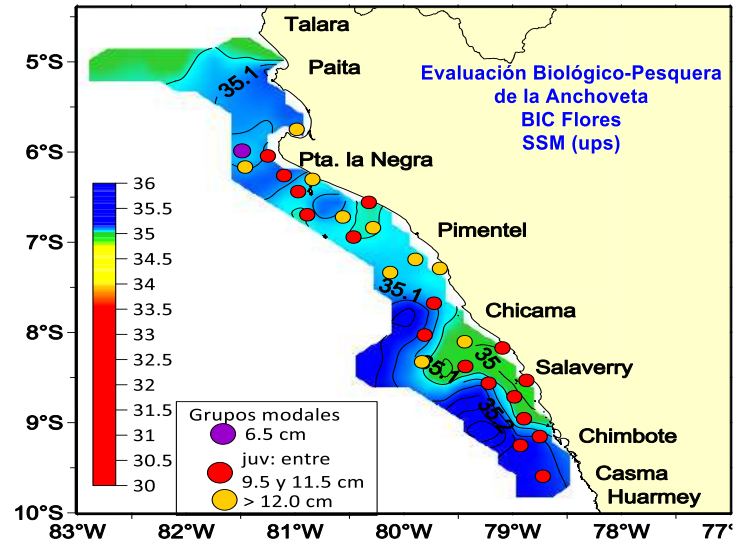 Talara
5°S
Paita
35.1
Evaluación Biológico-Pesquera
de la Anchoveta
BIC Flores
SSM (ups)
6°S
Pta. la Negra
36
35.5
35
34.5
34
33.5
33
32.5
32
31.5
31
30.5
30
7°S
Pimentel
35.1
Chicama
8°S
35
35.1
Salaverry
35.2
9°S
Chimbote
Casma
Huarmey
10°S
Grupos modales
6.5 cm
juv: entre
9.5 y 11.5 cm
> 12.0 cm
83°W
82°W
81°W
80°W
79°W
78°W
77°